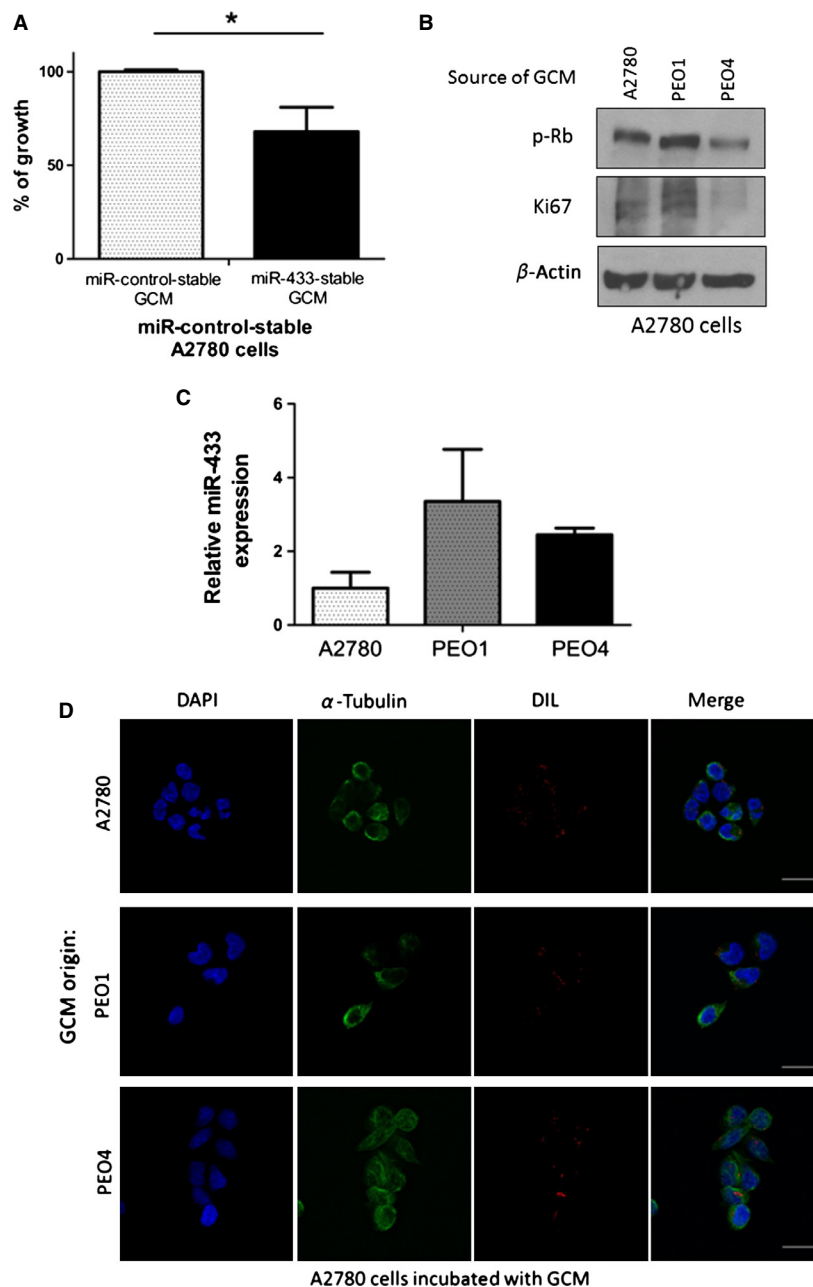 A
*
100
50
0
% of growth
miR-control-stable
GCM
miR-433-stable
GCM
miR-control-stable
A2780 cells
B
Source of GCM
A2780
PEO1
PEO4
p-Rb
Ki67
β-Actin
A2780 cells
C
6
4
2
0
Relative miR-433
expression
A2780
PEO1
PEO4
D
DAPI
α-Tubulin
DIL
Merge
A2780
GCM origin:
PEO1
PEO4
A2780 cells incubated with GCM